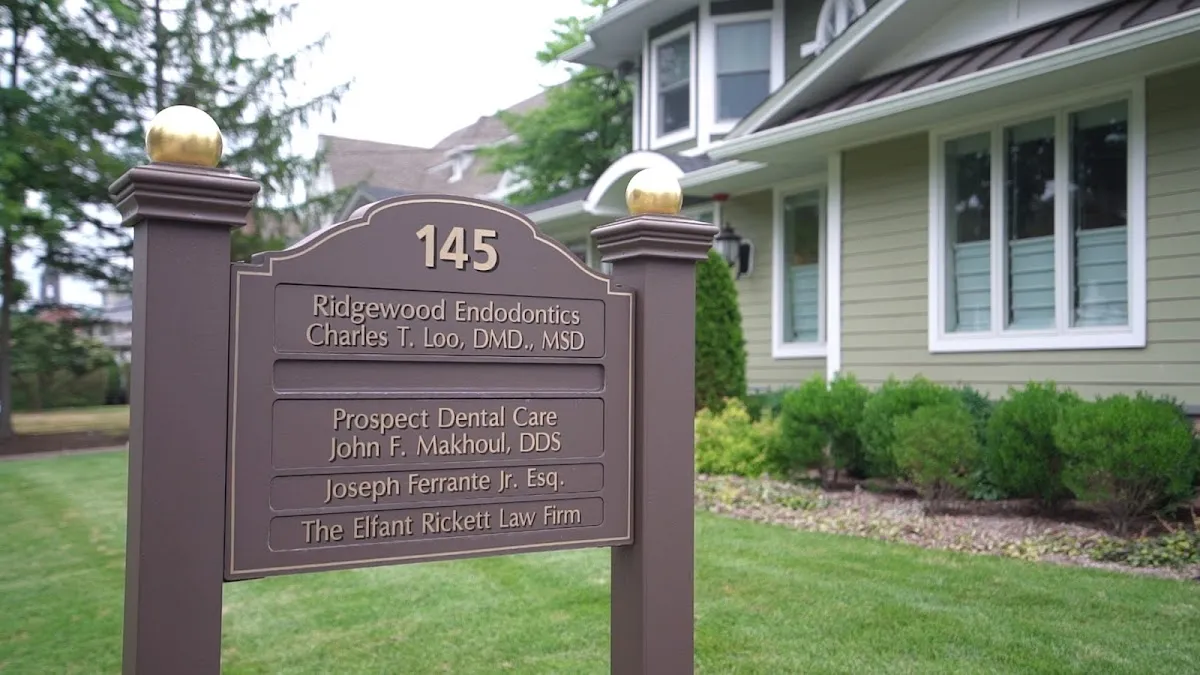 145
Ridgewood Endodontics
Charles T. Loo, DMD., MSD
Prospect Dental Care
John F. Makhoul, DDS
Joseph Ferrante Jr. Esq.
The Elfant Rickett Law Firm